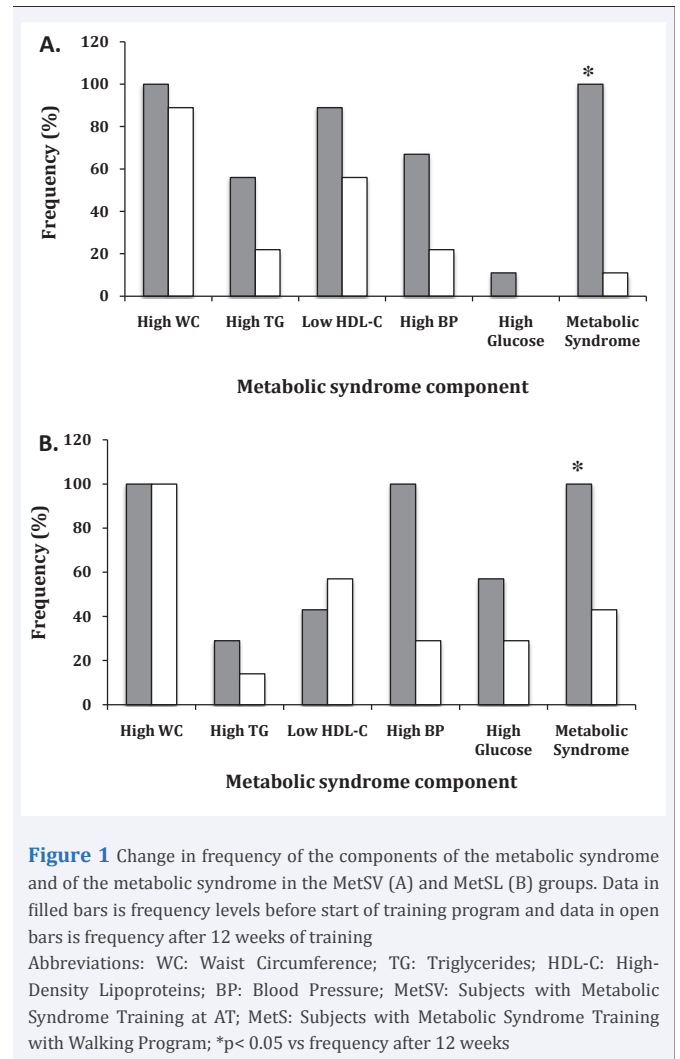 A.
120
100
80
60
40
20
0
Frequency (%)
*
High WC High TG Low HDL-C High BP High Metabolic
Glucose Syndrome
Metabolic syndrome component
B.
120
100
80
60
40
20
0
Frequency (%)
*
High WC High TG Low HDL-C High BP High Metabolic
Glucose Syndrome
Metabolic syndrome component
Figure 1 Change in frequency of the components of the metabolic syndrome
and of the metabolic syndrome in the MetSV (A) and MetSL (B) groups. Data in
filled bars is frequency levels before start of training program and data in open
bars is frequency after 12 weeks of training
Abbreviations: WC: Waist Circumference; TG: Triglycerides; HDL-C: High-
Density Lipoproteins; BP: Blood Pressure; MetSV: Subjects with Metabolic
Syndrome Training at AT; MetS: Subjects with Metabolic Syndrome Training
with Walking Program; *p< 0.05 vs frequency after 12 weeks